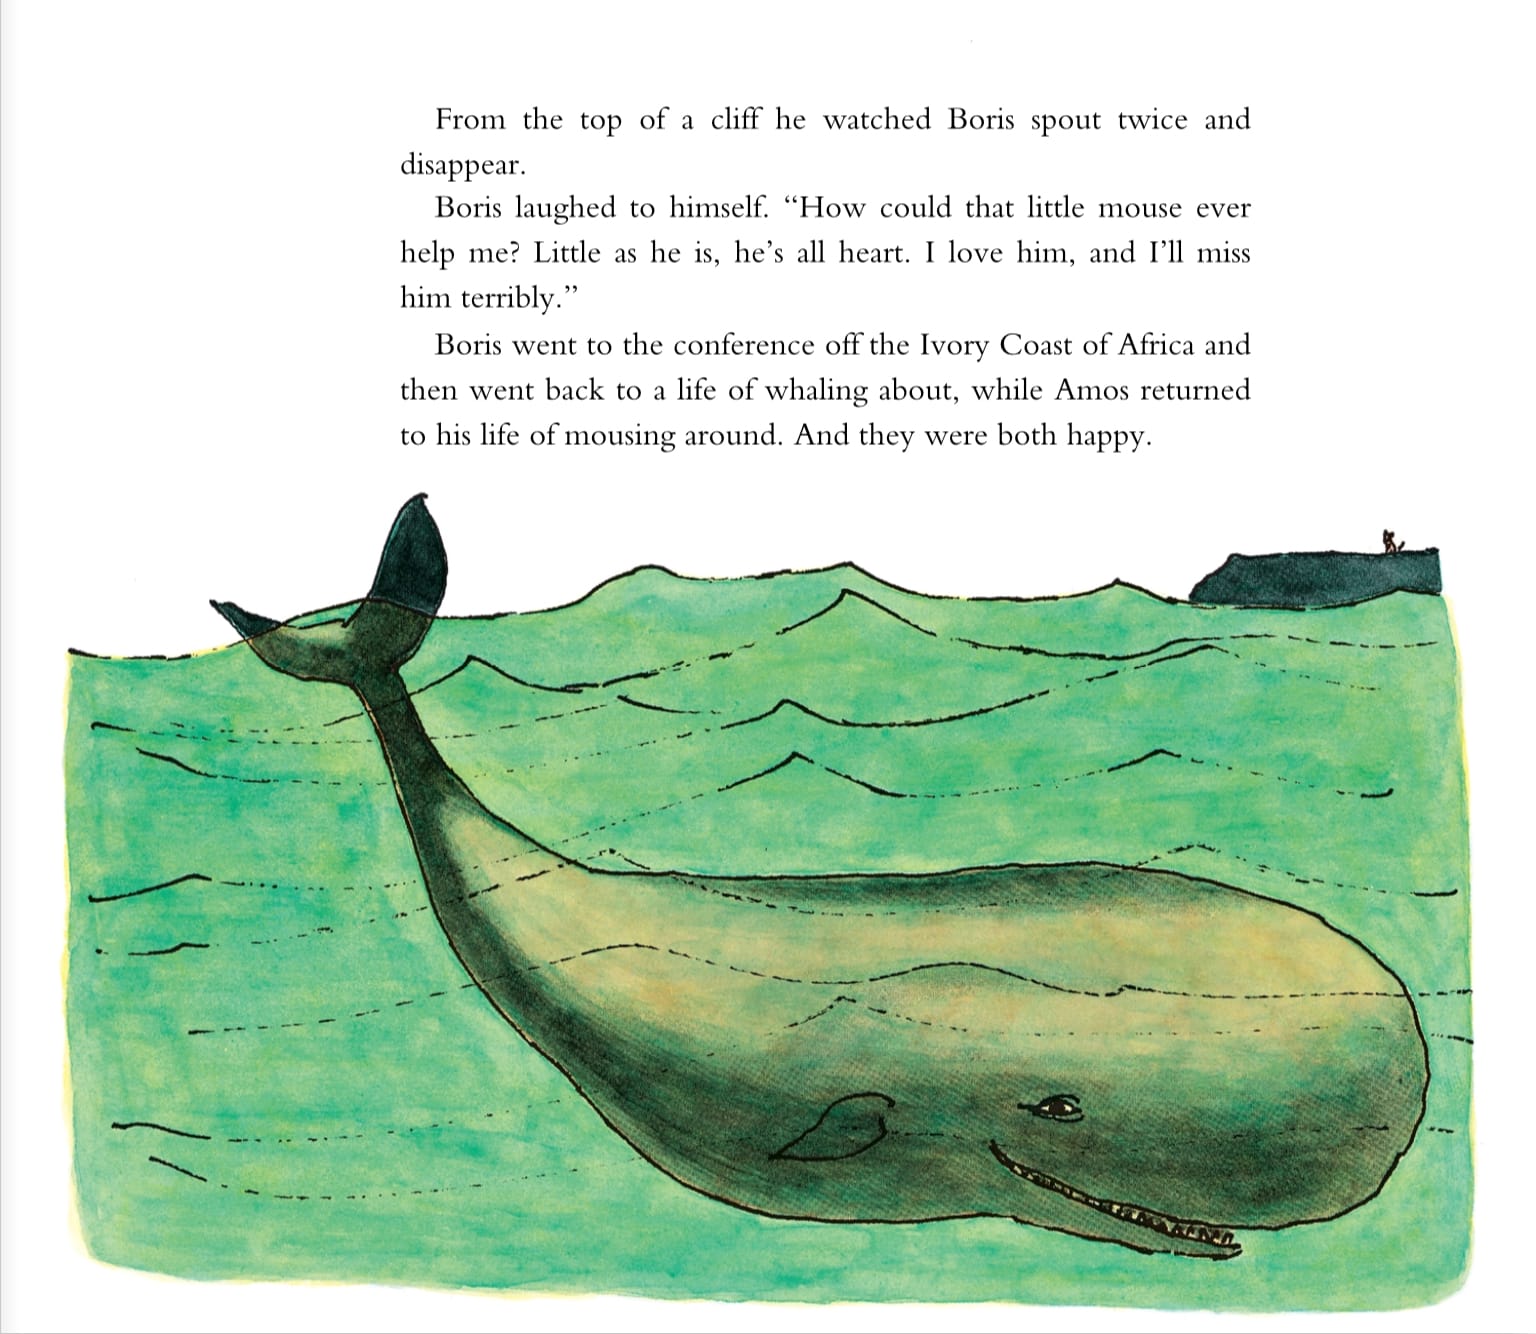 From the top of a cliff he watched Boris spout twice and
disappear.
Boris laughed to himself. “How could that little mouse ever
help me? Little as he is, he’s all heart. I love him, and I’ll miss
him terribly.”
Boris went to the conference off the Ivory Coast of Africa and
then went back to a life of whaling about, while Amos returned
to his life of mousing around. And they were both happy.